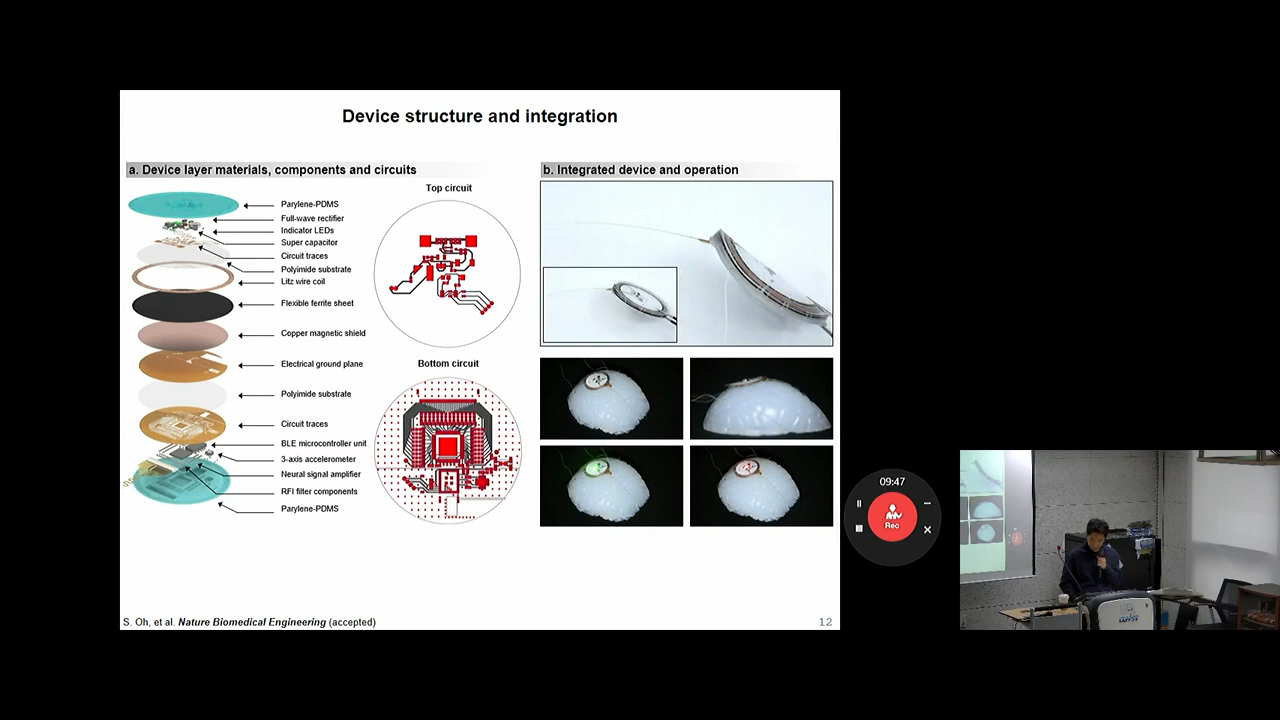 Device structure and integration
a. Device layer materials, components and circuits
Parylene-PDMS
Full-wave rectifier
Indicator LEDs
Super capacitor
Circuit traces
Polyimide substrate
Litz wire coil
Flexible ferrite sheet
Copper magnetic shield
Electrical ground plane
Polyimide substrate
Circuit traces
BLE microcontroller unit
3-axis accelerometer
Neural signal amplifier
RFI filter components
Parylene-PDMS
Top circuit
Bottom circuit
b. Integrated device and operation
S. Oh, et al. Nature Biomedical Engineering (accepted)
12
09:47
Rec